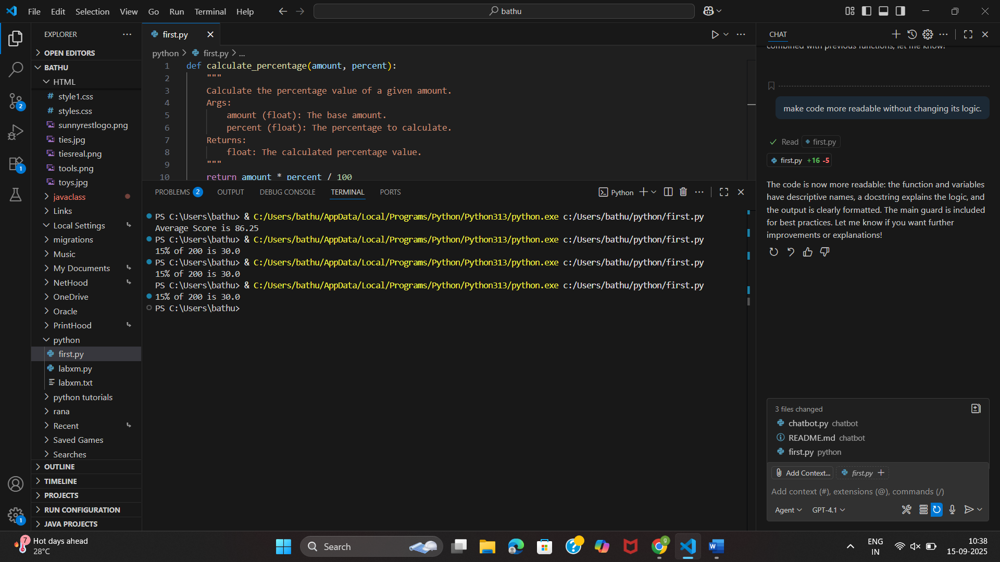 File Edit Selection View Go Run Terminal Help
bathu
EXPLORER
OPEN EDITORS
BATHU
HTML
style1.css
styles.css
sunnyrestlogo.png
ties.jpg
tiesreal.png
tools.png
toys.jpg
javaclass
Links
Local Settings
migrations
Music
My Documents
NetHood
OneDrive
Oracle
PrintHood
python
first.py
labxm.py
labxm.txt
python tutorials
rana
Recent
Saved Games
Searches
OUTLINE
TIMELINE
PROJECTS
RUN CONFIGURATION
JAVA PROJECTS
2
1
1
first.py
python > first.py > ...
1 def calculate_percentage(amount, percent):
2 """
3 Calculate the percentage value of a given amount.
4 Args:
5 amount (float): The base amount.
6 percent (float): The percentage to calculate.
7 Returns:
8 float: The calculated percentage value.
9 """
10 return amount * percent / 100
PROBLEMS 2 OUTPUT DEBUG CONSOLE TERMINAL PORTS
Python
PS C:\Users\bathu> & C:/Users/bathu/AppData/Local/Programs/Python/Python313/python.exe c:/Users/bathu/python/first.py
Average Score is 86.25
PS C:\Users\bathu> & C:/Users/bathu/AppData/Local/Programs/Python/Python313/python.exe c:/Users/bathu/python/first.py
15% of 200 is 30.0
PS C:\Users\bathu> & C:/Users/bathu/AppData/Local/Programs/Python/Python313/python.exe c:/Users/bathu/python/first.py
15% of 200 is 30.0
PS C:\Users\bathu> & C:/Users/bathu/AppData/Local/Programs/Python/Python313/python.exe c:/Users/bathu/python/first.py
15% of 200 is 30.0
PS C:\Users\bathu>
CHAT
combined with previous functions, let me know!
make code more readable without changing its logic.
Read first.py
first.py +16 -5
The code is now more readable: the function and variables
have descriptive names, a docstring explains the logic, and
the output is clearly formatted. The main guard is included
for best practices. Let me know if you want further
improvements or explanations!
3 files changed
chatbot.py chatbot
README.md chatbot
first.py python
Add Context... first.py +
Add context (#), extensions (@), commands (/)
Agent GPT-4.1
7
Hot days ahead
28°C
Search
9
ENG
IN
10:38
15-09-2025